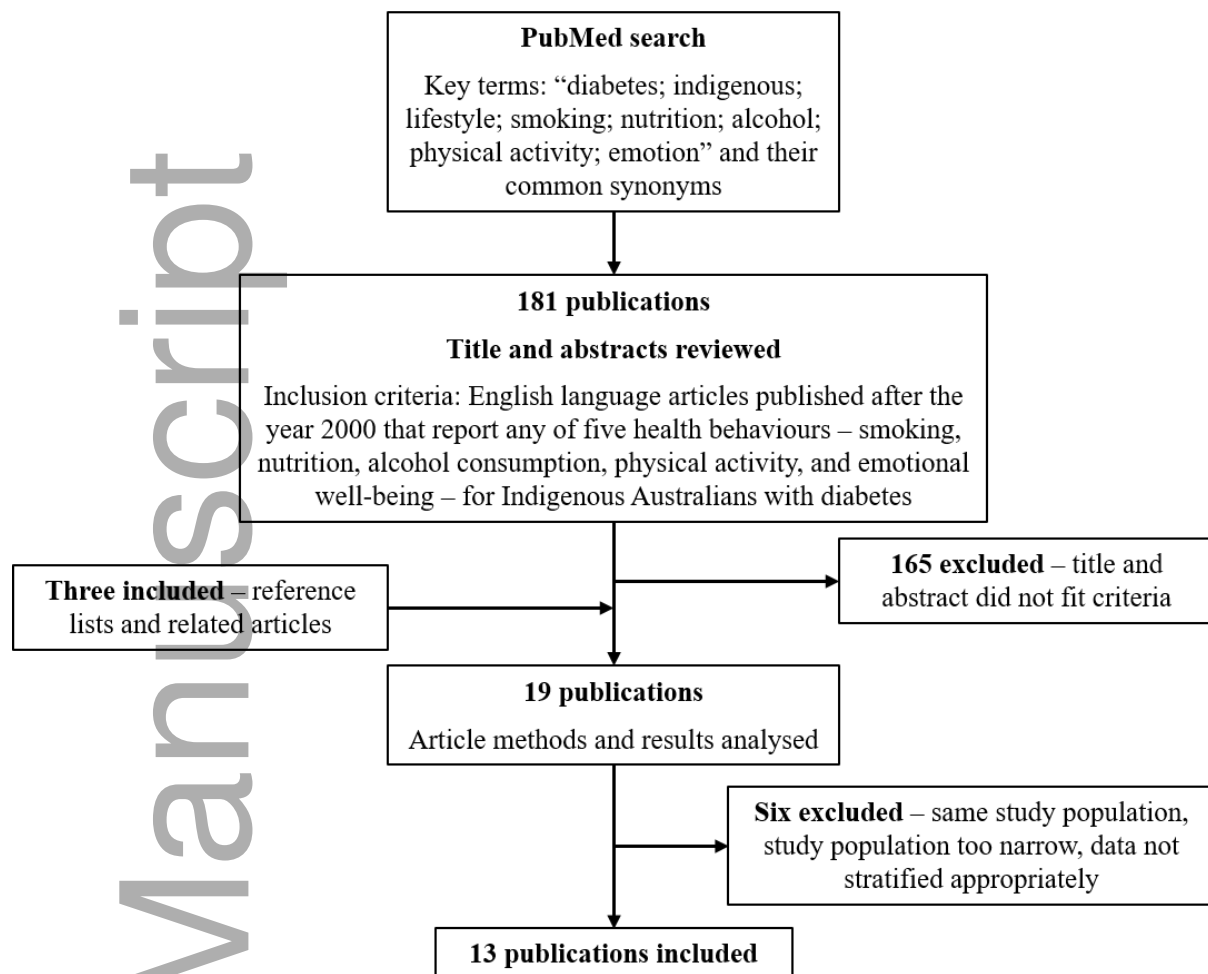 PubMed search
Key terms: “diabetes; indigenous;
lifestyle; smoking; nutrition; alcohol;
physical activity; emotion” and their
common synonyms
181 publications
Title and abstracts reviewed
Inclusion criteria: English language articles published after the
year 2000 that report any of five health behaviours – smoking,
nutrition, alcohol consumption, physical activity, and emotional
well-being – for Indigenous Australians with diabetes
165 excluded – title and
abstract did not fit criteria
Three included – reference
lists and related articles
19 publications
Article methods and results analysed
Six excluded – same study population,
study population too narrow, data not
stratified appropriately
13 publications included
Manuscript